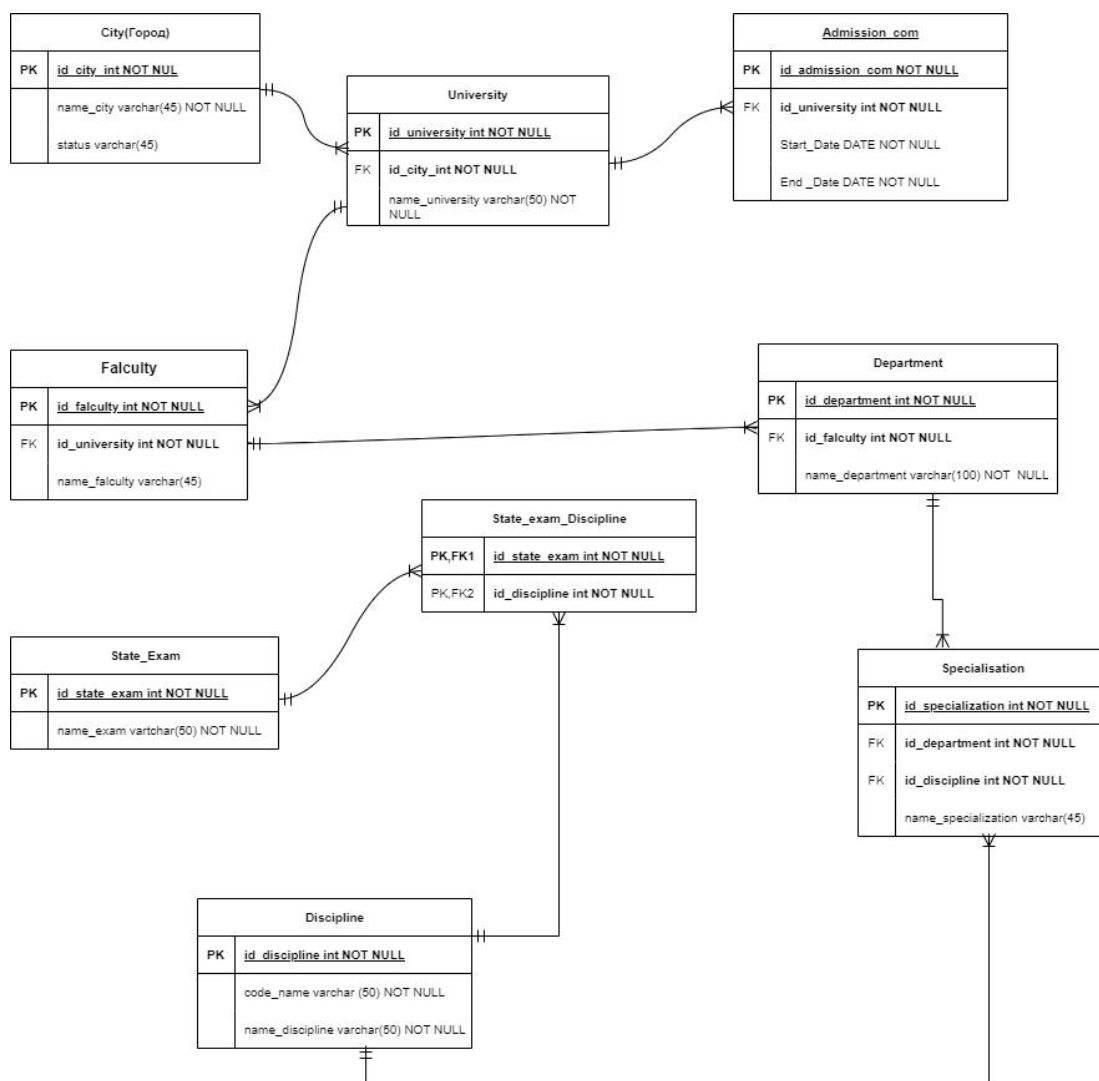 City(Город)
PK id_city_int NOT NUL
name_city varchar(45) NOT NULL
status varchar(45)
University
PK id_university int NOT NULL
FK id_city_int NOT NULL
name_university varchar(50) NOT
NULL
Admission_com
PK id_admission_com NOT NULL
FK id_university int NOT NULL
Start_Date DATE NOT NULL
End _Date DATE NOT NULL
Falculty
PK id_falculty int NOT NULL
FK id_university int NOT NULL
name_falculty varchar(45)
Department
PK id_department int NOT NULL
FK id_falculty int NOT NULL
name_department varchar(100) NOT NULL
State_exam_Discipline
PK,FK1 id_state_exam int NOT NULL
PK,FK2 id_discipline int NOT NULL
State_Exam
PK id_state_exam int NOT NULL
name_exam vartchar(50) NOT NULL
Specialisation
PK id_specialization int NOT NULL
FK id_department int NOT NULL
FK id_discipline int NOT NULL
name_specialization varchar(45)
Discipline
PK id_discipline int NOT NULL
code_name varchar (50) NOT NULL
name_discipline varchar(50) NOT NULL